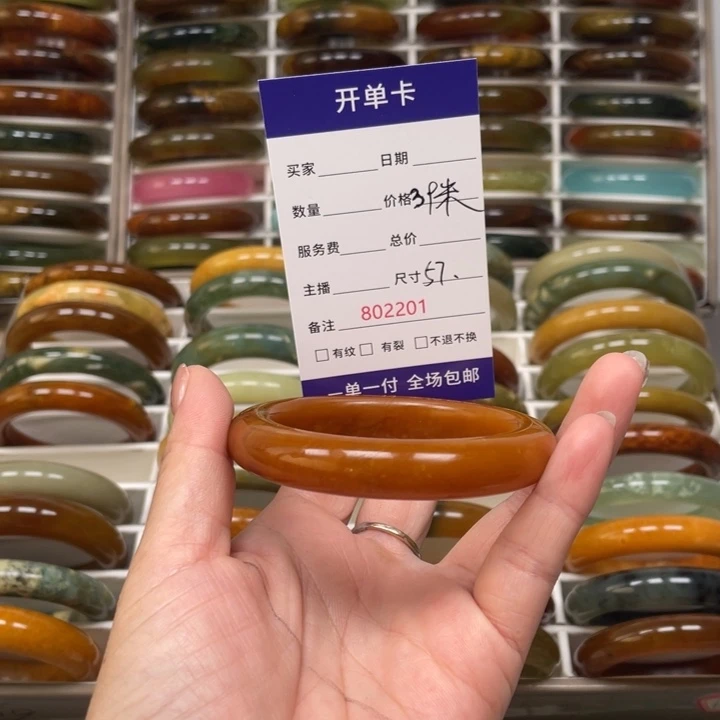 开单卡
买家 日期
数量 价格3
服务费 总价
主播 尺寸57.
备注 802201
有纹 有裂 不退不换
一单一付 全场包邮